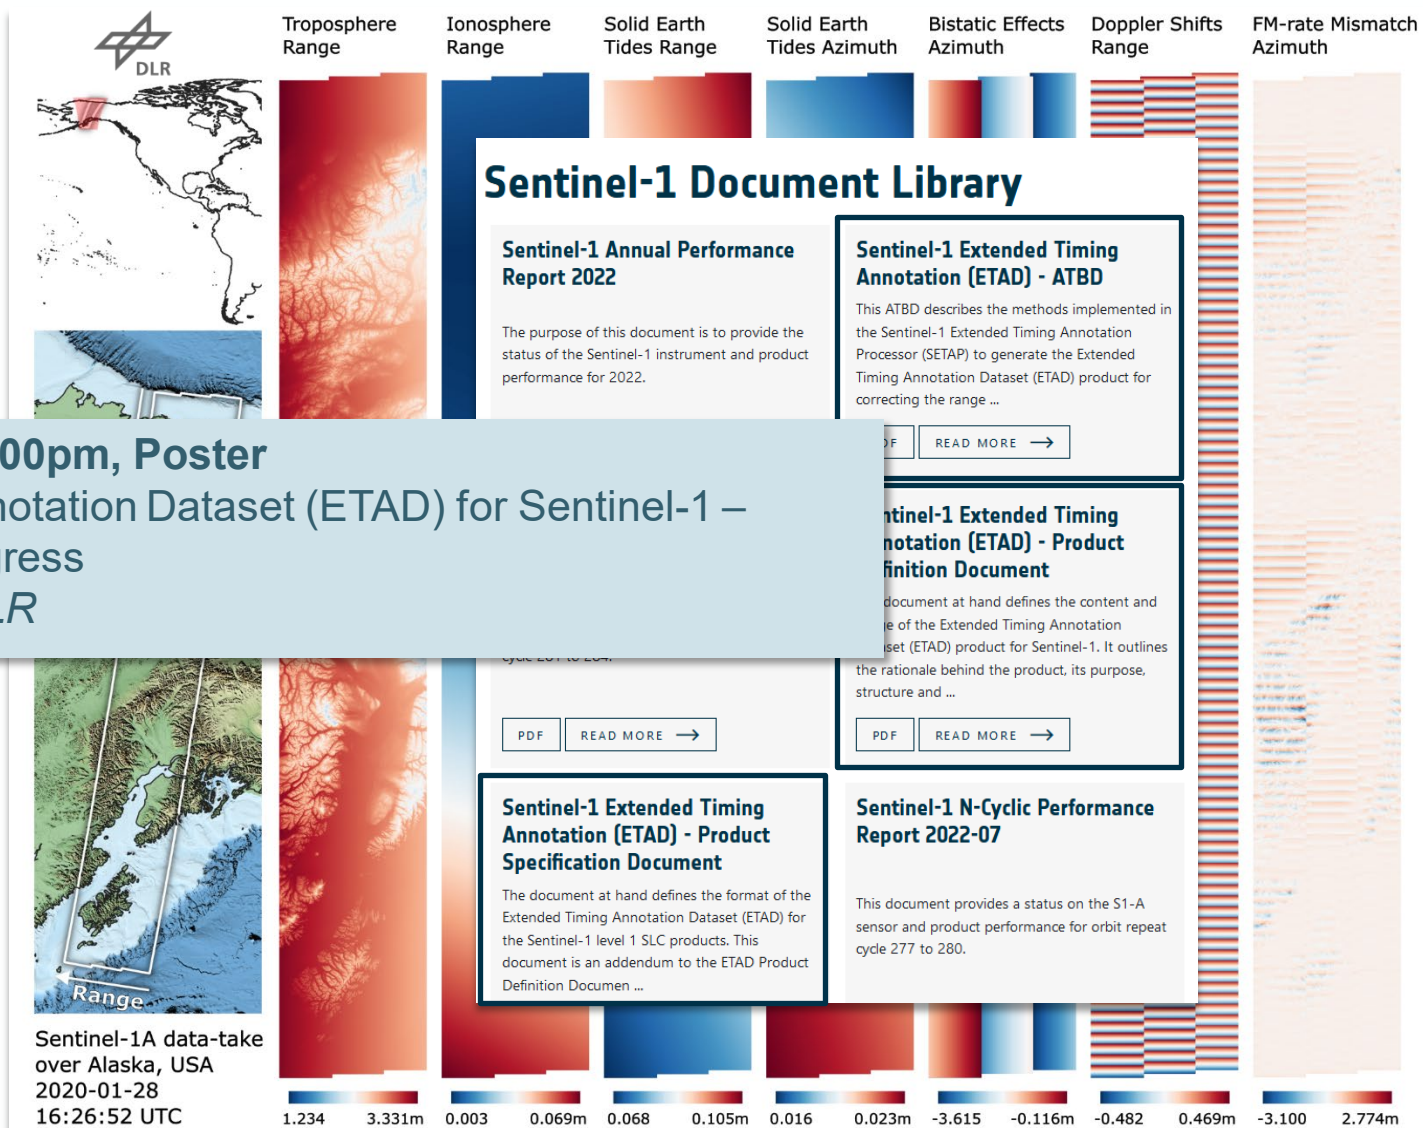 DLR
Troposphere
Range
Ionosphere
Range
Solid Earth
Tides Range
Solid Earth
Tides Azimuth
Bistatic Effects
Azimuth
Doppler Shifts
Range
FM-rate Mismatch
Azimuth
Sentinel-1 Document Library
Sentinel-1 Annual Performance
Report 2022
The purpose of this document is to provide the
status of the Sentinel-1 instrument and product
performance for 2022.
Sentinel-1 Extended Timing
Annotation (ETAD) - ATBD
This ATBD describes the methods implemented in
the Sentinel-1 Extended Timing Annotation
Processor (SETAP) to generate the Extended
Timing Annotation Dataset (ETAD) product for
correcting the range ...
DF
READ MORE →
00pm, Poster
notation Dataset (ETAD) for Sentinel-1 –
gress
LR
ntinel-1 Extended Timing
notation (ETAD) - Product
finition Document
document at hand defines the content and
e of the Extended Timing Annotation
set (ETAD) product for Sentinel-1. It outlines
the rationale behind the product, its purpose,
structure and ...
PDF
READ MORE →
PDF
READ MORE →
Sentinel-1 Extended Timing
Annotation (ETAD) - Product
Specification Document
The document at hand defines the format of the
Extended Timing Annotation Dataset (ETAD) for
the Sentinel-1 level 1 SLC products. This
document is an addendum to the ETAD Product
Definition Documen ...
Sentinel-1 N-Cyclic Performance
Report 2022-07
This document provides a status on the S1-A
sensor and product performance for orbit repeat
cycle 277 to 280.
Range
Sentinel-1A data-take
over Alaska, USA
2020-01-28
16:26:52 UTC
1.234 3.331m
0.003 0.069m
0.068 0.105m
0.016 0.023m
-3.615 -0.116m
-0.482 0.469m
-3.100 2.774m